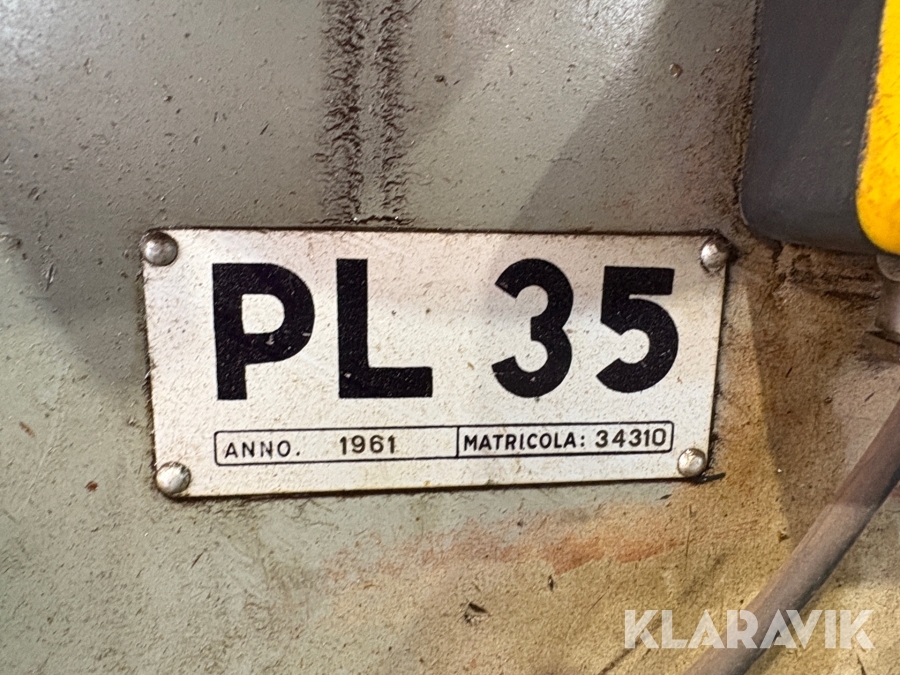 PL 35
ANNO. 1961 MATRICOLA: 34310
KLARAVIK